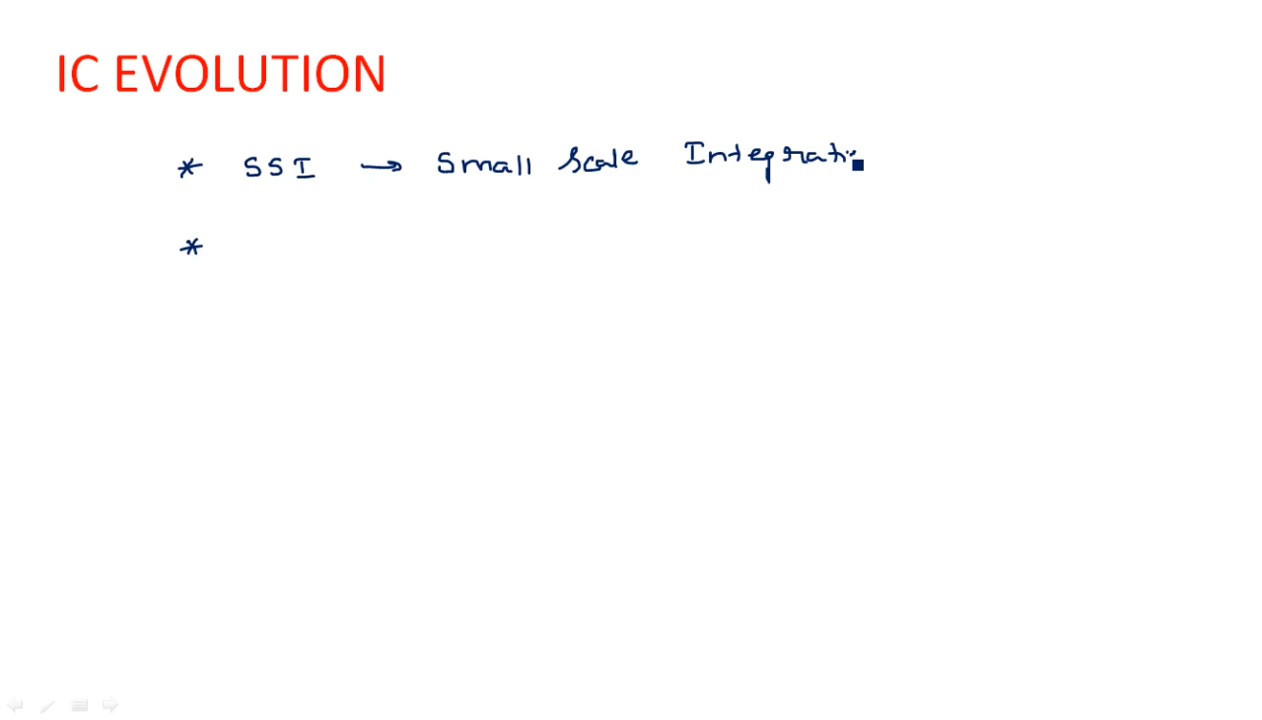 IC EVOLUTION
* SSI → Small Scale Integrati
*